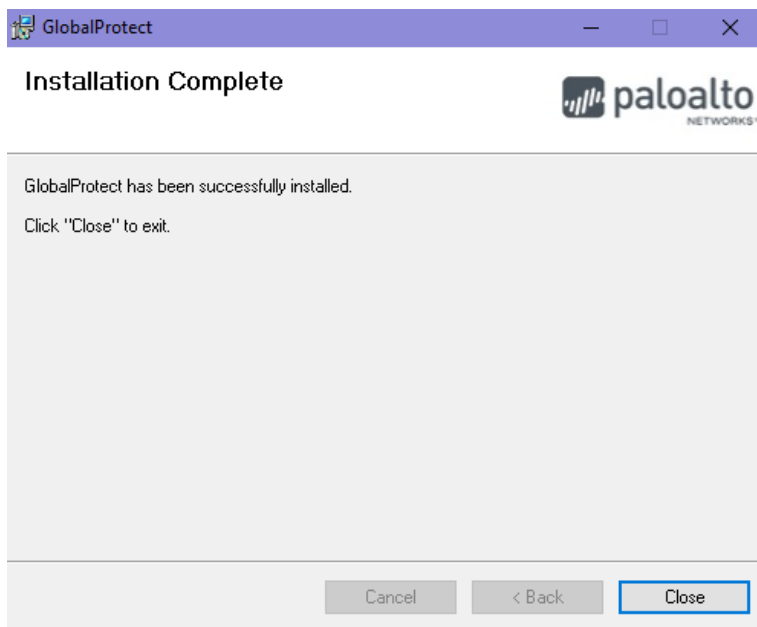 GlobalProtect
Installation Complete
paloalto
NETWORKS
GlobalProtect has been successfully installed.
Click "Close" to exit.
Cancel
< Back
Close